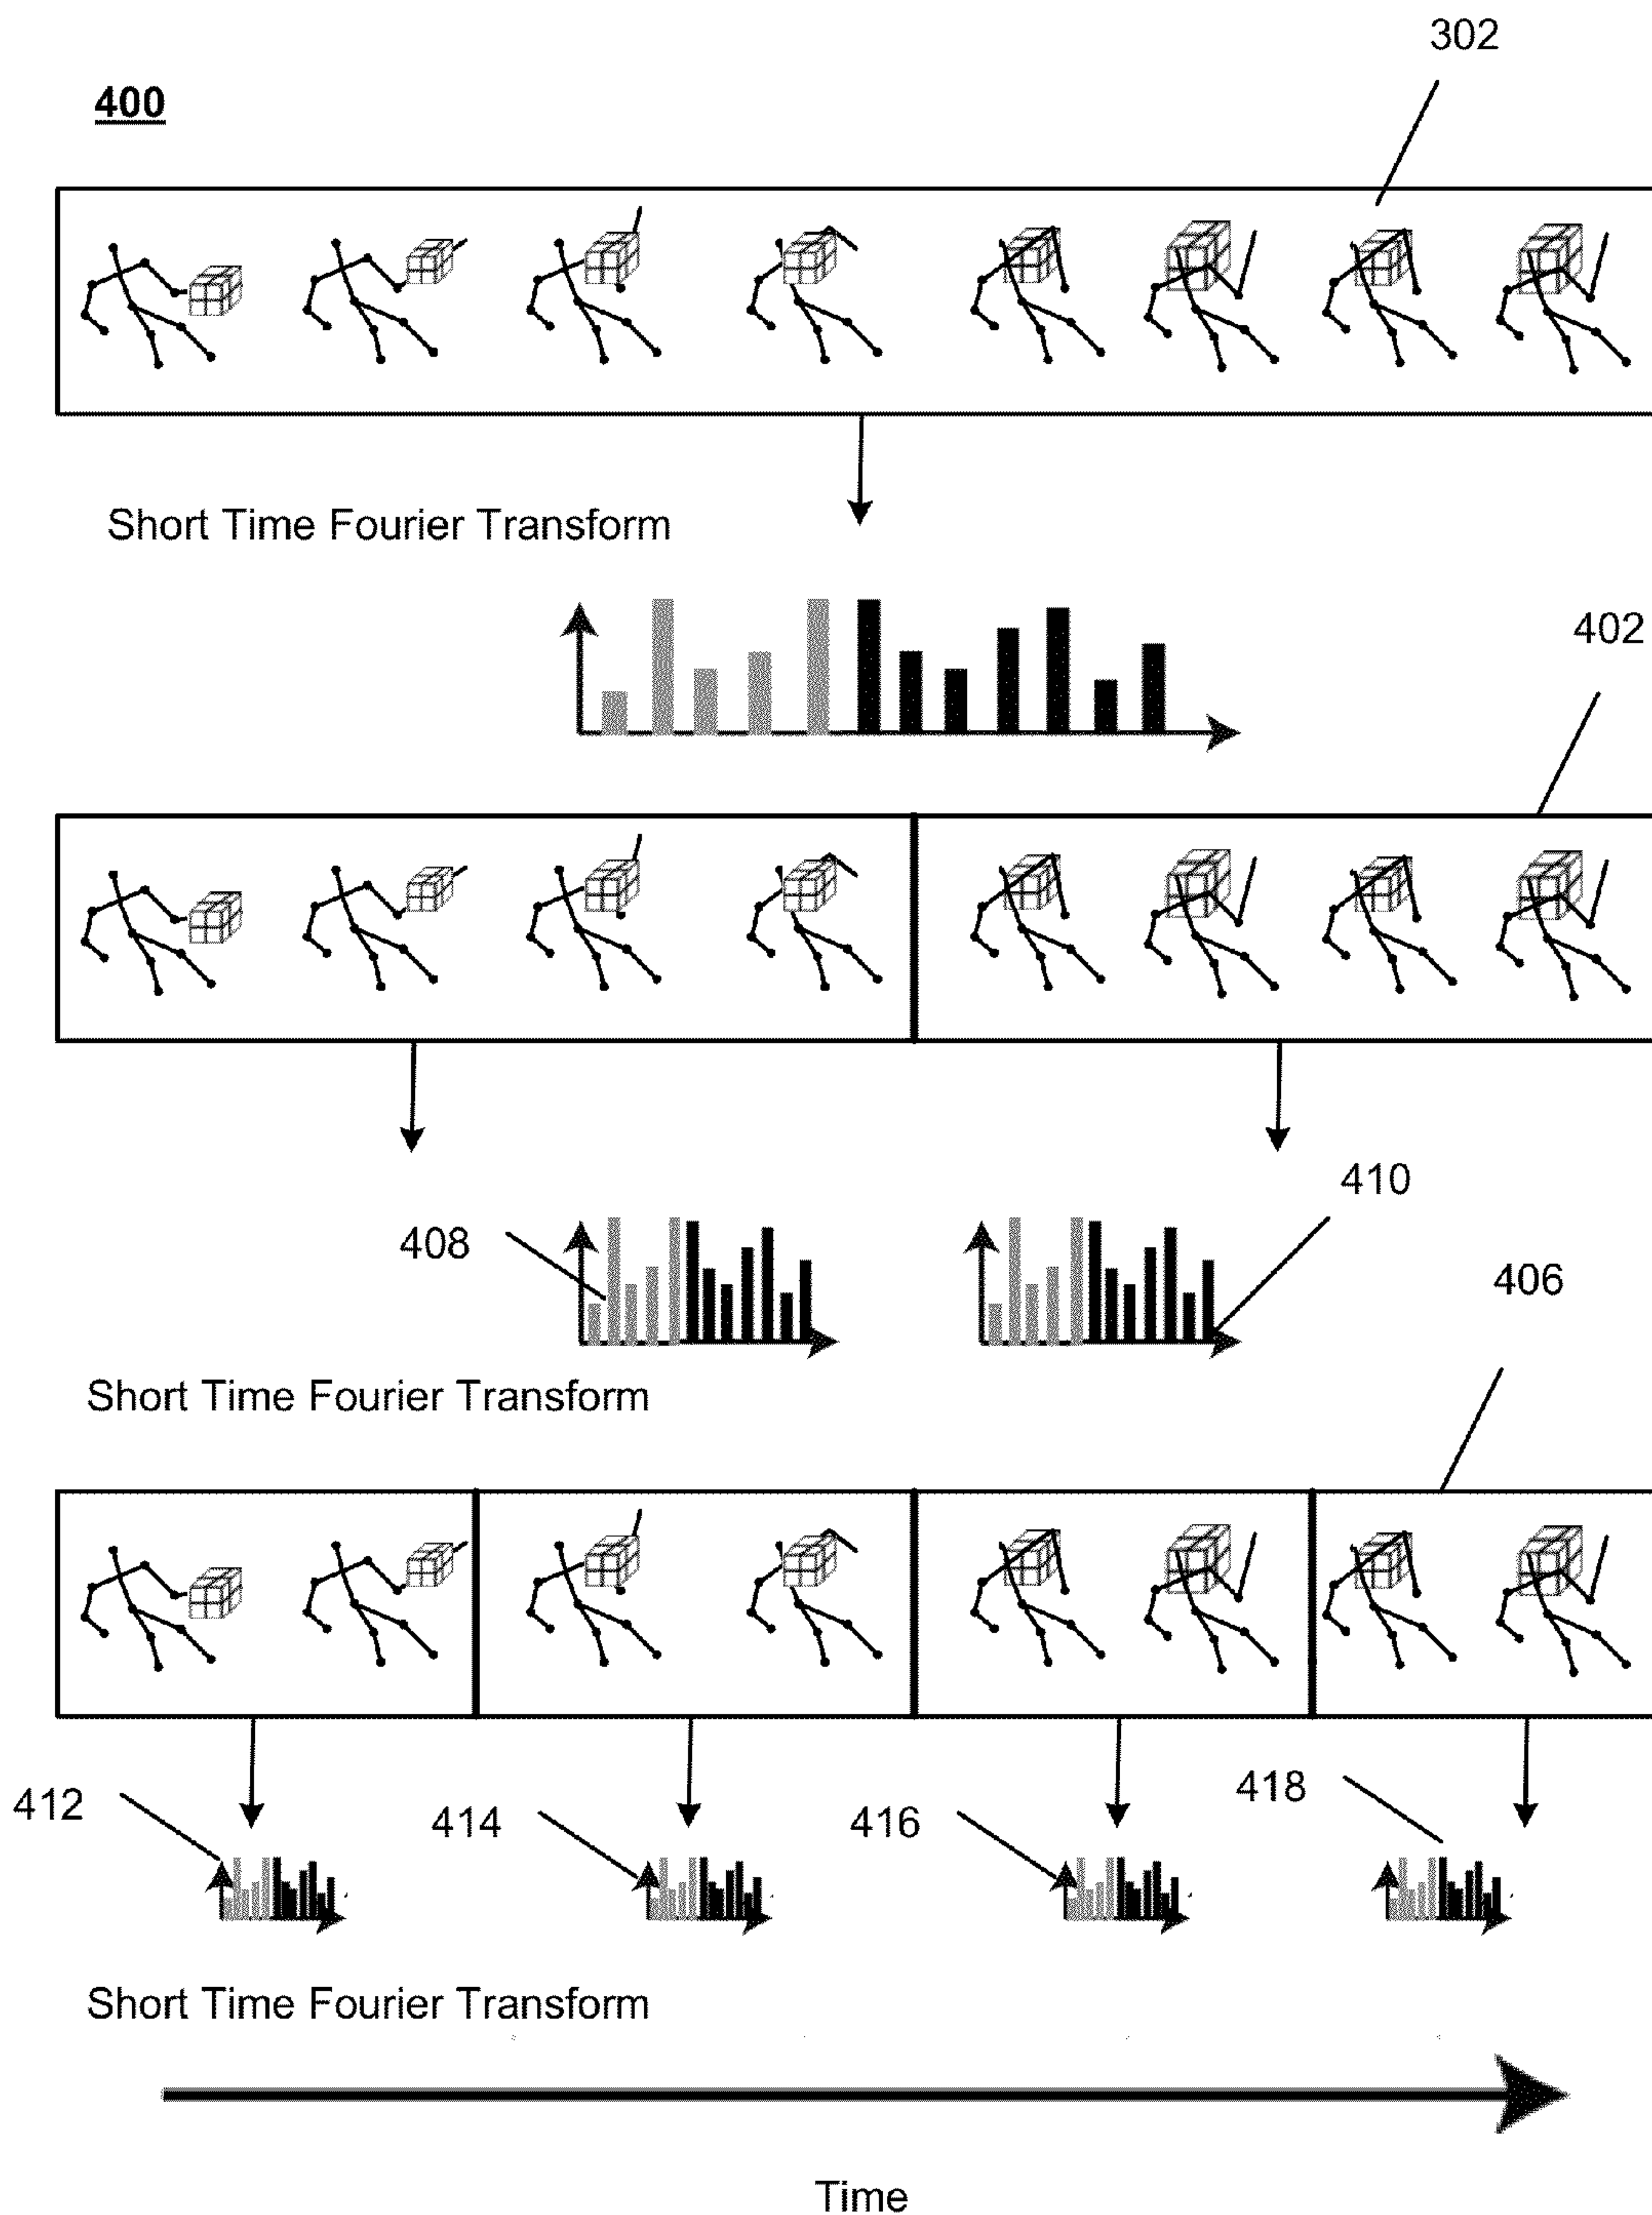 302
400
Short Time Fourier Transform
402
410
408
406
Short Time Fourier Transform
412
414
416
418
Short Time Fourier Transform
Time